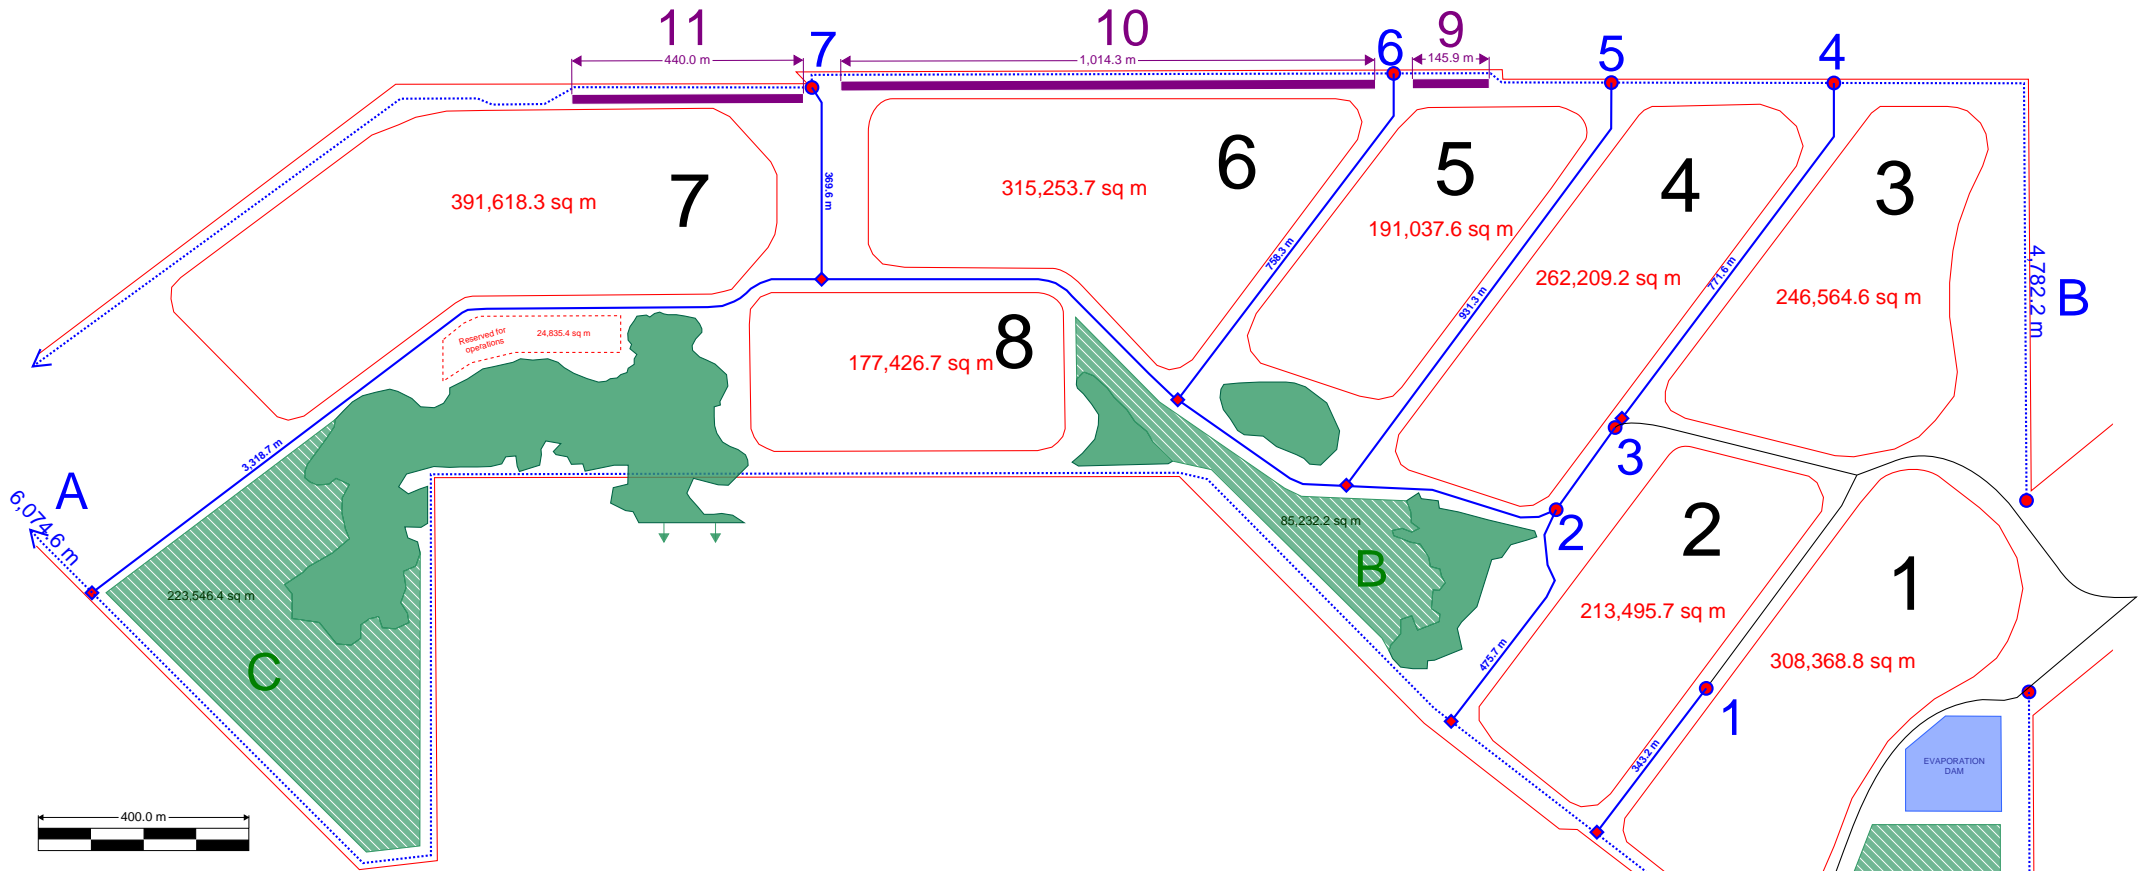 11
10
9
440.0 m
1,014.3 m
145.9 m
7
6
5
4
391,618.3 sq m
7
369.6 m
315,253.7 sq m
6
5
191,037.6 sq m
4
262,209.2 sq m
3
246,564.6 sq m
758.3 m
931.3 m
771.6 m
4,782.2 m
B
Reserved for
operations
24,835.4 sq m
177,426.7 sq m
8
3,318.7 m
A
6,074.6 m
3
2
85,232.2 sq m
B
2
213,495.7 sq m
1
308,368.8 sq m
223,546.4 sq m
C
475.7 m
1
343.2 m
EVAPORATION
DAM
400.0 m